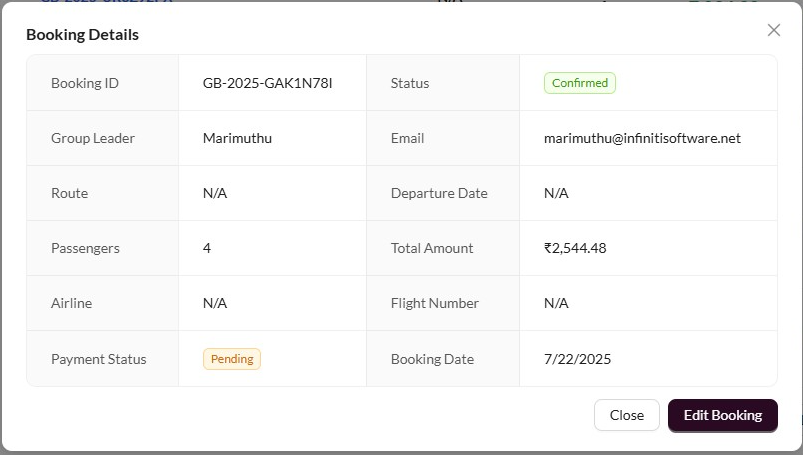 Booking Details
Booking ID GB-2025-GAK1N78I Status Confirmed
Group Leader Marimuthu Email marimuthu@infinitisoftware.net
Route N/A Departure Date N/A
Passengers 4 Total Amount ₹2,544.48
Airline N/A Flight Number N/A
Payment Status Pending Booking Date 7/22/2025
Close Edit Booking